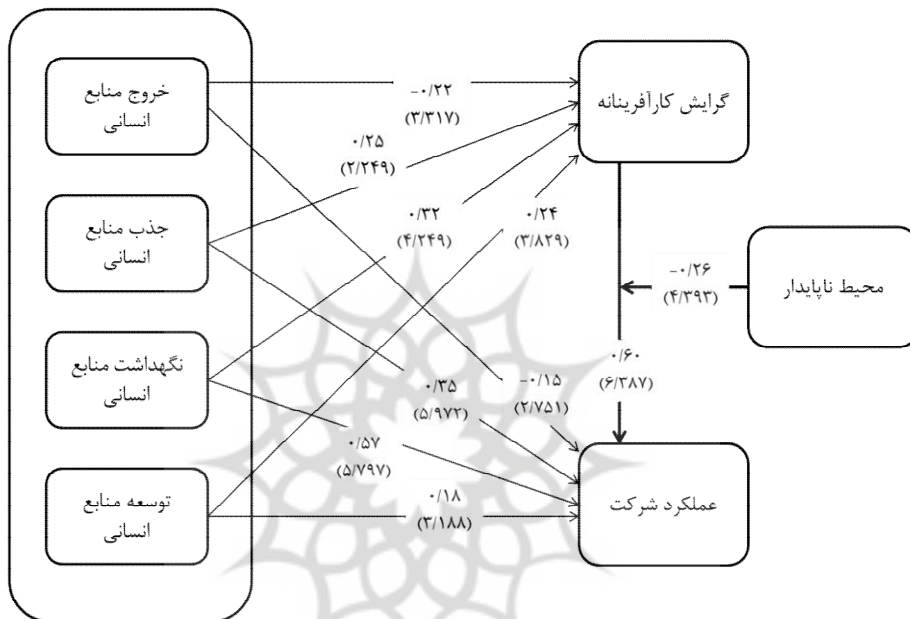 خروج منابع
انسانی
جذب منابع
انسانی
نگهداشت منابع
انسانی
توسعه منابع
انسانی
گرایش کارآفرینانه
محیط ناپایدار
عملکرد شرکت
-۰/۲۲
(۳/۳۱۷)
۰/۲۵
(۲/۲۴۹)
۰/۳۲
(۴/۲۴۹)
۰/۲۴
(۳/۸۲۹)
-۰/۲۶
(۴/۳۹۳)
۰/۶۰
(۶/۳۸۷)
-۰/۱۵
(۲/۷۵۱)
۰/۳۵
(۵/۹۷۲)
۰/۵۷
(۵/۷۹۷)
۰/۱۸
(۳/۱۸۸)